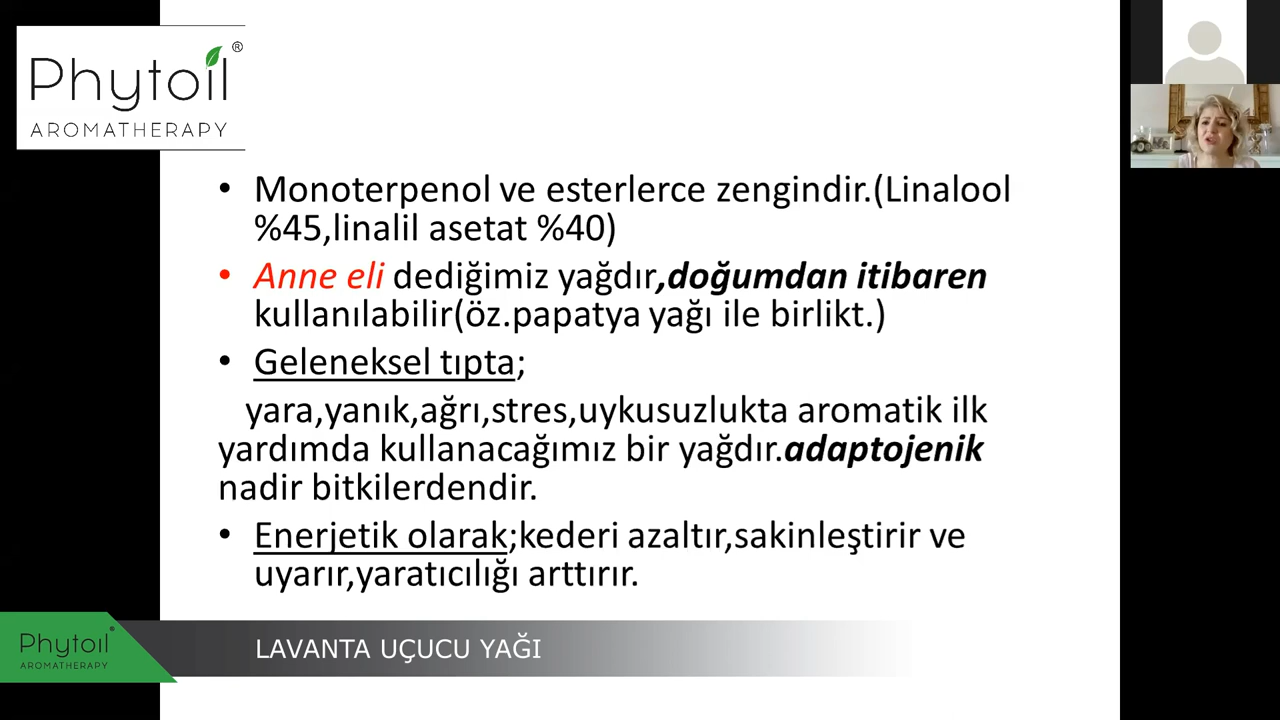 Phytoil®
AROMATHERAPY
• Monoterpenol ve esterlerce zengindir.(Linalool
%45,linalil asetat %40)
• Anne eli dediğimiz yağdır,doğumdan itibaren
kullanılabilir(öz.papatya yağı ile birlikt.)
• Geleneksel tıpta;
yara,yanık,ağrı,stres,uykusuzlukta aromatik ilk
yardımda kullanacağımız bir yağdır.adaptojenik
nadir bitkilerdendir.
• Enerjetik olarak;kederi azaltır,sakinleştirir ve
uyarır,yaratıcılığı arttırır.
Phytoil®
AROMATHERAPY
LAVANTA UÇUCU YAĞI